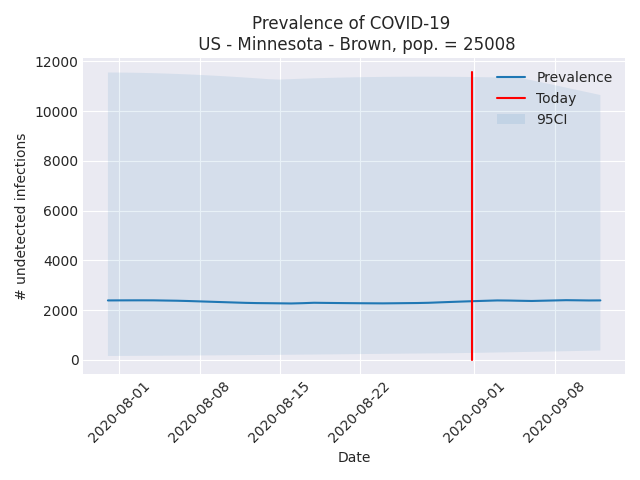 Prevalence of COVID-19
US - Minnesota - Brown, pop. = 25008
12000
10000
8000
6000
4000
2000
0
# undetected infections
Prevalence
Today
95CI
2020-08-01
2020-08-08
2020-08-15
2020-08-22
2020-09-01
2020-09-08
Date